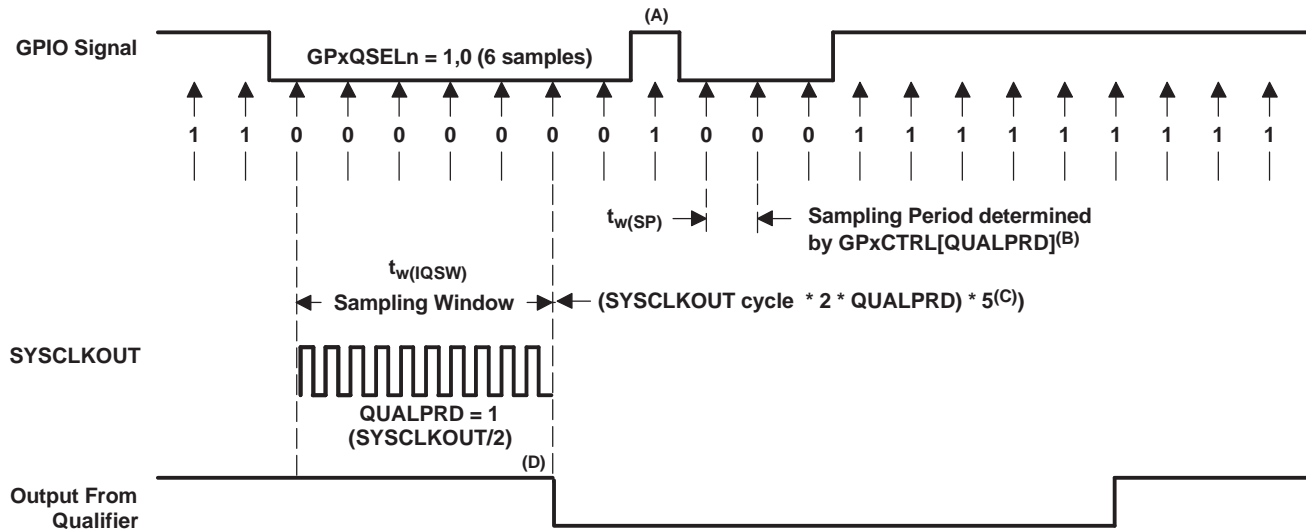 (A)
GPIO Signal
GPxQSELn = 1,0 (6 samples)
1 1 0 0 0 0 0 0 0 1 0 0 0 1 1 1 1 1 1 1 1 1
tw(SP)
Sampling Period determined
by GPxCTRL[QUALPRD](B)
tw(IQSW)
Sampling Window
(SYSCLKOUT cycle * 2 * QUALPRD) * 5(C))
SYSCLKOUT
QUALPRD = 1
(SYSCLKOUT/2)
(D)
Output From
Qualifier